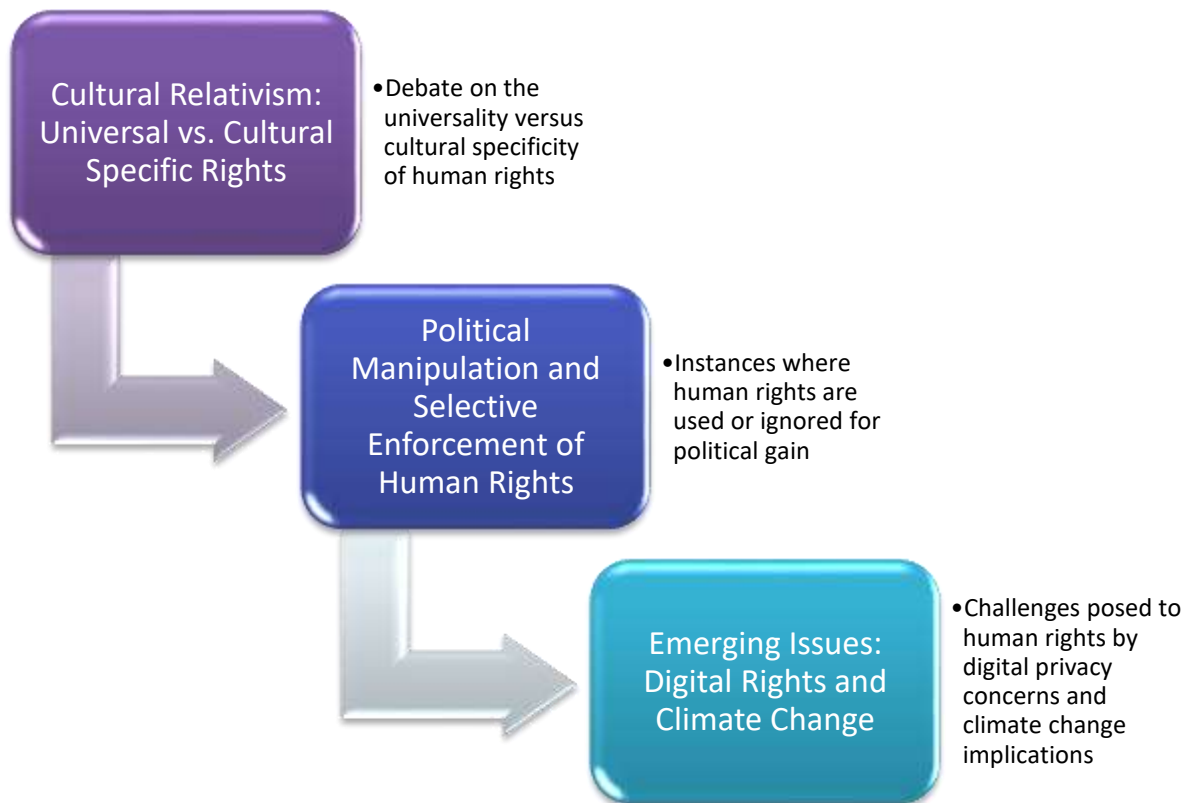 Cultural Relativism:
Universal vs. Cultural
Specific Rights
•Debate on the
universality versus
cultural specificity
of human rights
Political
Manipulation and
Selective
Enforcement of
Human Rights
•Instances where
human rights are
used or ignored for
political gain
Emerging Issues:
Digital Rights and
Climate Change
•Challenges posed to
human rights by
digital privacy
concerns and
climate change
implications